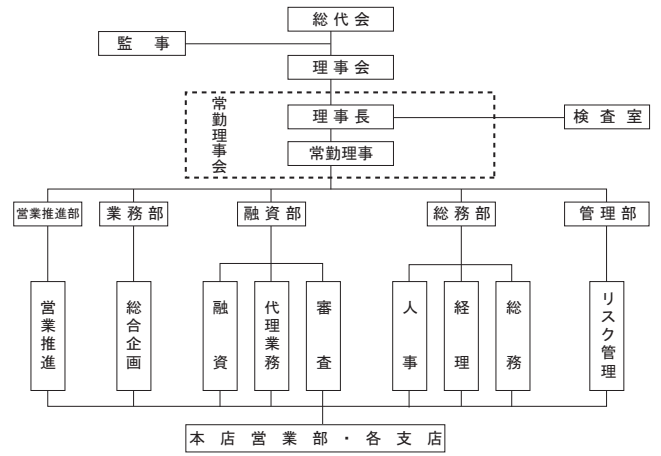 総代会
監事
理事会
常勤理事会
理事長
検査室
常勤理事
営業推進部
業務部
融資部
総務部
管理部
営業推進
総合企画
融資
代理業務
審査
人事
経理
総務
リスク管理
本店営業部・各支店